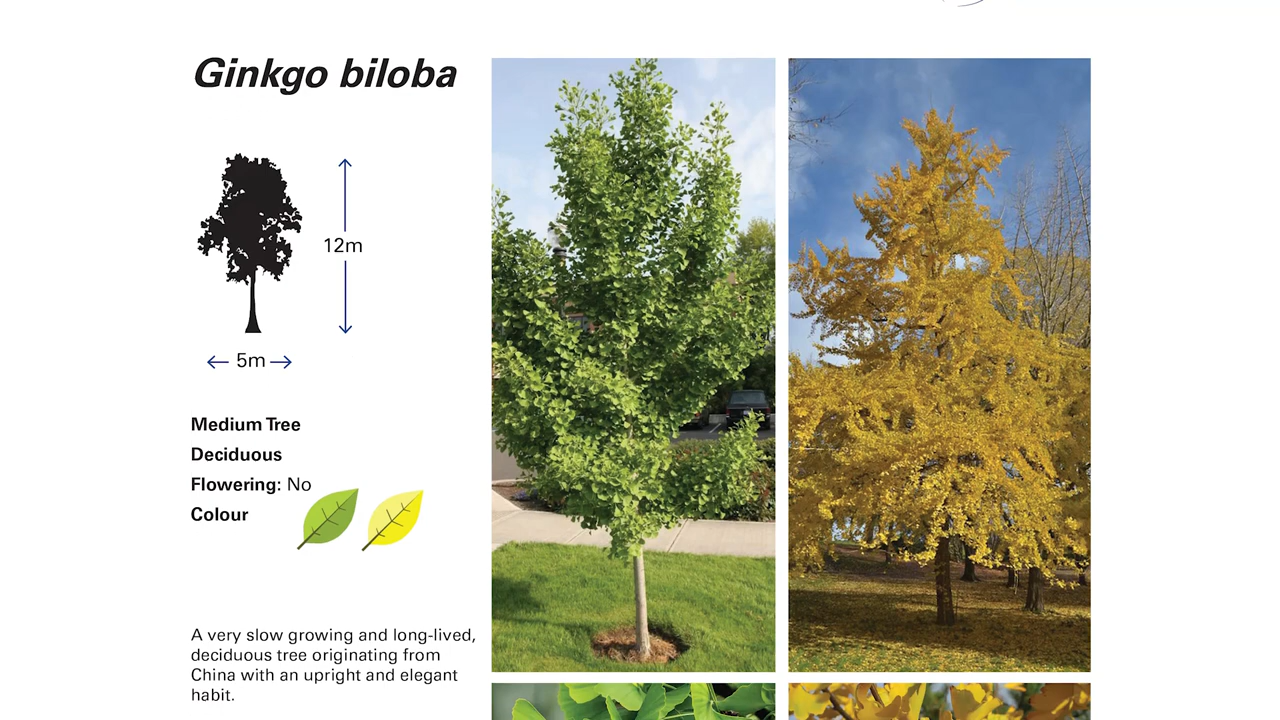 Ginkgo biloba
12m
5m
Medium Tree
Deciduous
Flowering: No
Colour
A very slow growing and long-lived,
deciduous tree originating from
China with an upright and elegant
habit.